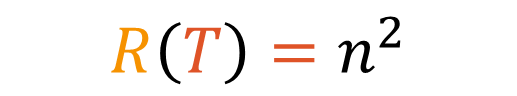 R(T) = n²